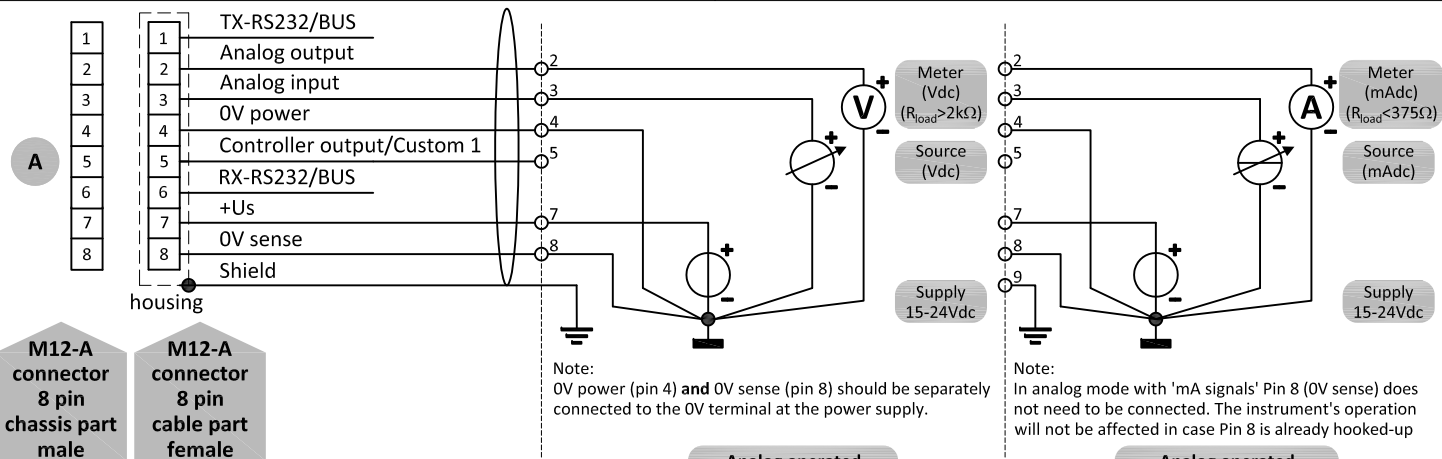 A
1
2
3
4
5
6
7
8
1
2
3
4
5
6
7
8
TX-RS232/BUS
Analog output
Analog input
0V power
Controller output/Custom 1
RX-RS232/BUS
+Us
0V sense
Shield
housing
M12-A
connector
8 pin
chassis part
male
M12-A
connector
8 pin
cable part
female
2
3
4
5
7
8
V
+
−
+
−
+
−
Meter
(Vdc)
(Rload>2kΩ)
Source
(Vdc)
Supply
15-24Vdc
Note:
0V power (pin 4) and 0V sense (pin 8) should be separately
connected to the 0V terminal at the power supply.
Analog operated
2
3
4
5
7
8
9
A
+
−
+
−
+
−
Meter
(mAdc)
(Rload<375Ω)
Source
(mAdc)
Supply
15-24Vdc
Note:
In analog mode with 'mA signals' Pin 8 (0V sense) does
not need to be connected. The instrument's operation
will not be affected in case Pin 8 is already hooked-up
Analog operated